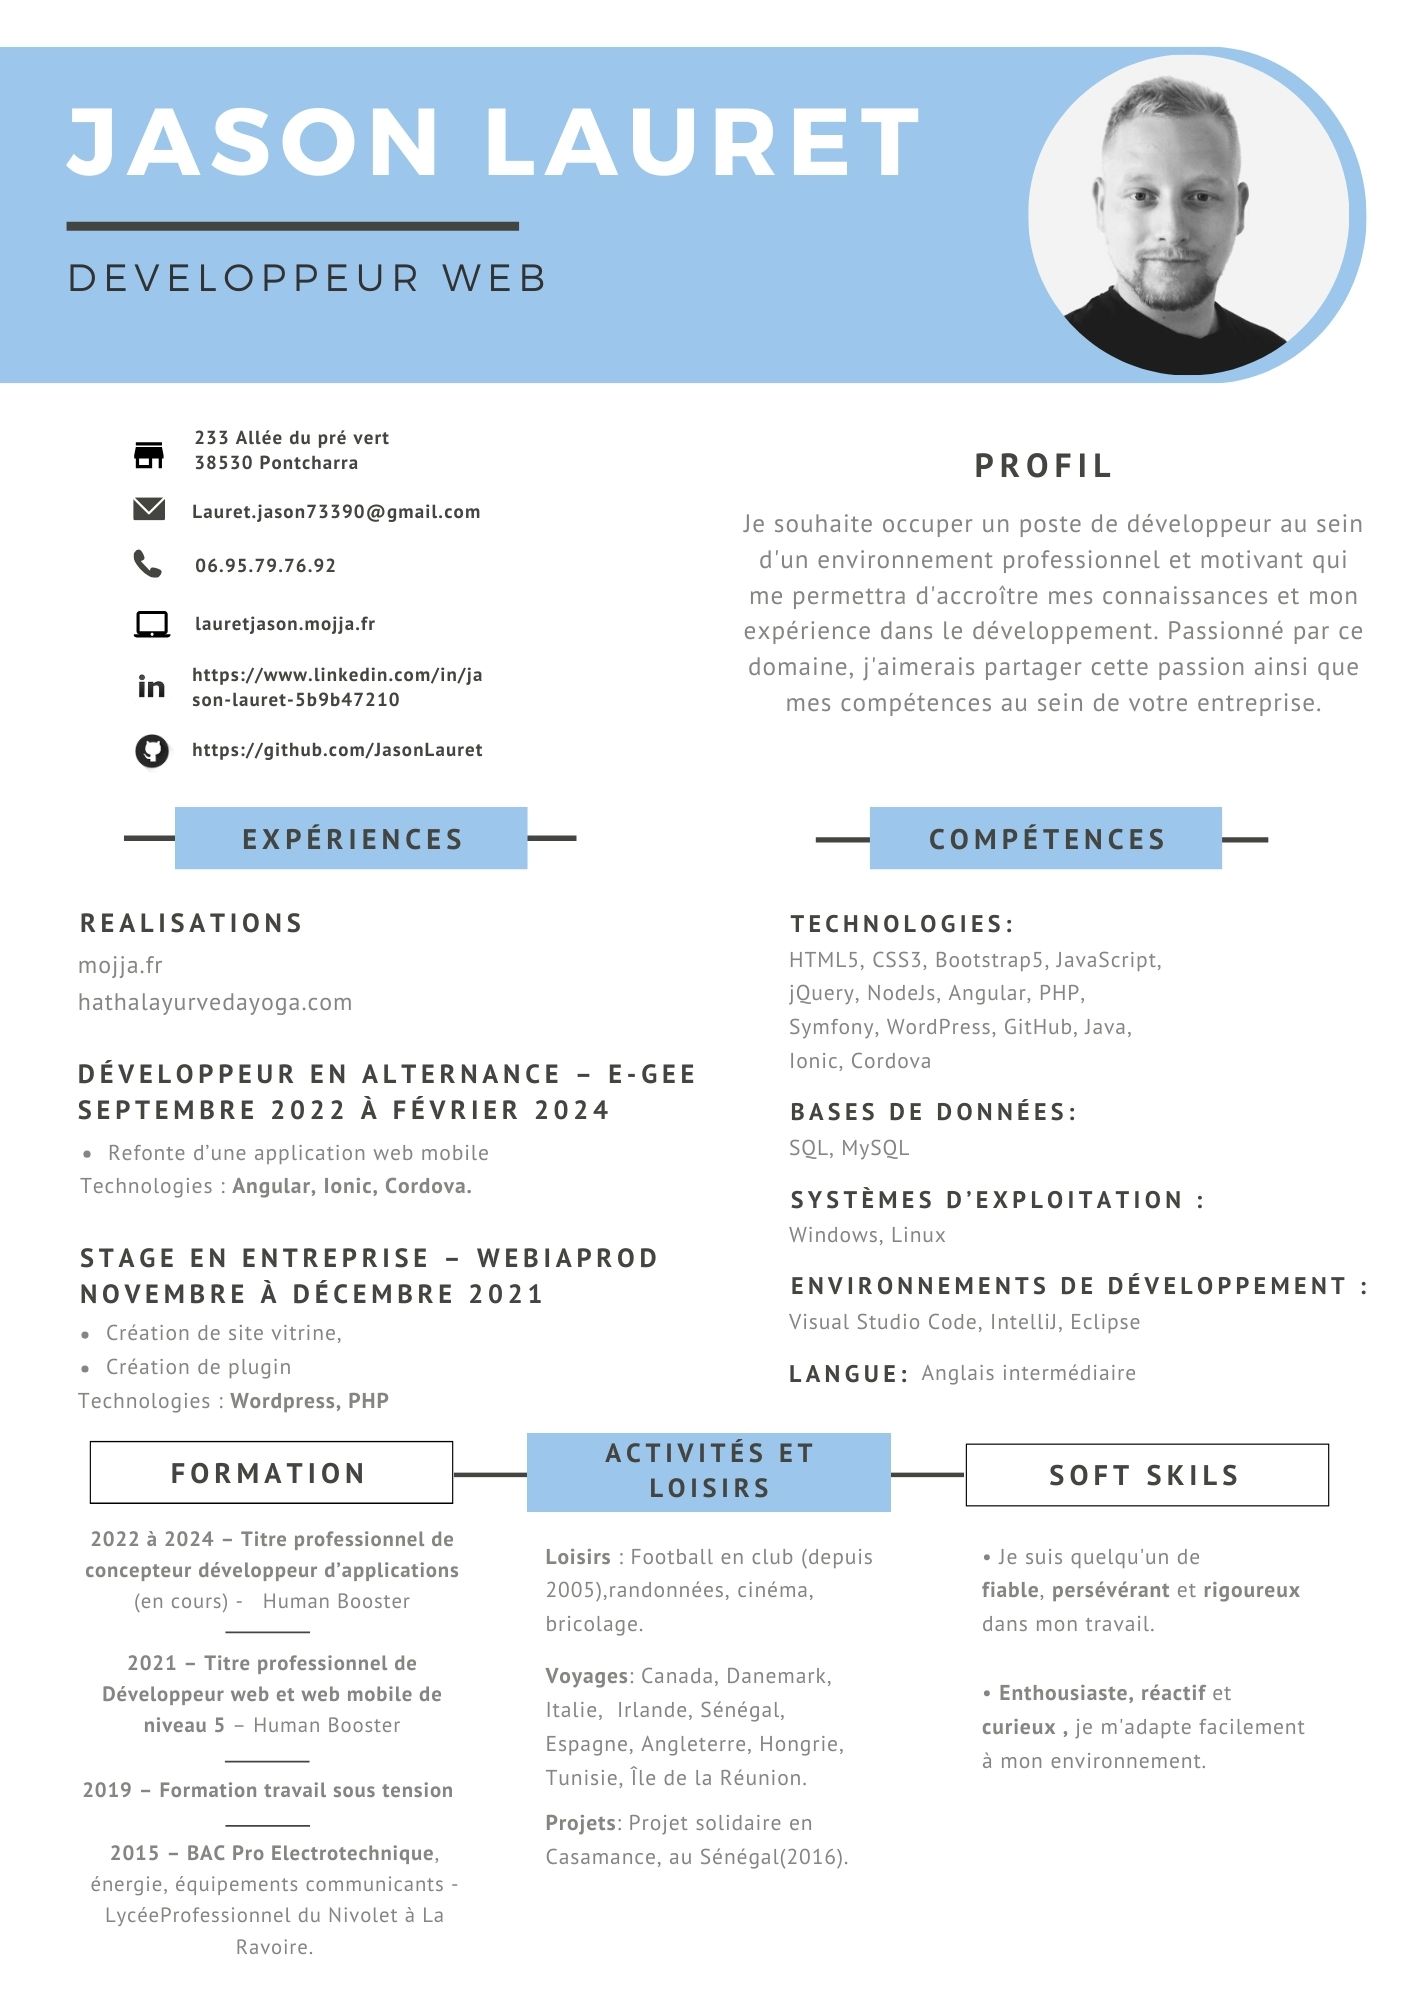 JASON LAURET
DEVELOPPEUR WEB
233 Allée du pré vert
38530 Pontcharra
Lauret.jason73390@gmail.com
06.95.79.76.92
lauretjason.mojja.fr
https://www.linkedin.com/in/ja
son-lauret-5b9b47210
https://github.com/JasonLauret
PROFIL
Je souhaite occuper un poste de développeur au sein
d'un environnement professionnel et motivant qui
me permettra d'accroître mes connaissances et mon
expérience dans le développement. Passionné par ce
domaine, j'aimerais partager cette passion ainsi que
mes compétences au sein de votre entreprise.
EXPÉRIENCES
REALISATIONS
mojja.fr
hathalayurvedayoga.com
DÉVELOPPEUR EN ALTERNANCE – E-GEE
SEPTEMBRE 2022 À FÉVRIER 2024
• Refonte d’une application web mobile
Technologies : Angular, Ionic, Cordova.
STAGE EN ENTREPRISE – WEBIAPROD
NOVEMBRE À DÉCEMBRE 2021
• Création de site vitrine,
• Création de plugin
Technologies : Wordpress, PHP
COMPÉTENCES
TECHNOLOGIES:
HTML5, CSS3, Bootstrap5, JavaScript,
jQuery, NodeJs, Angular, PHP,
Symfony, WordPress, GitHub, Java,
Ionic, Cordova
BASES DE DONNÉES:
SQL, MySQL
SYSTÈMES D’EXPLOITATION :
Windows, Linux
ENVIRONNEMENTS DE DÉVELOPPEMENT :
Visual Studio Code, IntelliJ, Eclipse
LANGUE: Anglais intermédiaire
FORMATION
2022 à 2024 – Titre professionnel de
concepteur développeur d’applications
(en cours) - Human Booster
2021 – Titre professionnel de
Développeur web et web mobile de
niveau 5 – Human Booster
2019 – Formation travail sous tension
2015 – BAC Pro Electrotechnique,
énergie, équipements communicants -
LycéeProfessionnel du Nivolet à La
Ravoire.
ACTIVITÉS ET
LOISIRS
Loisirs : Football en club (depuis
2005),randonnées, cinéma,
bricolage.
Voyages: Canada, Danemark,
Italie, Irlande, Sénégal,
Espagne, Angleterre, Hongrie,
Tunisie, Île de la Réunion.
Projets: Projet solidaire en
Casamance, au Sénégal(2016).
SOFT SKILS
• Je suis quelqu'un de
fiable, persévérant et rigoureux
dans mon travail.
• Enthousiaste, réactif et
curieux , je m'adapte facilement
à mon environnement.